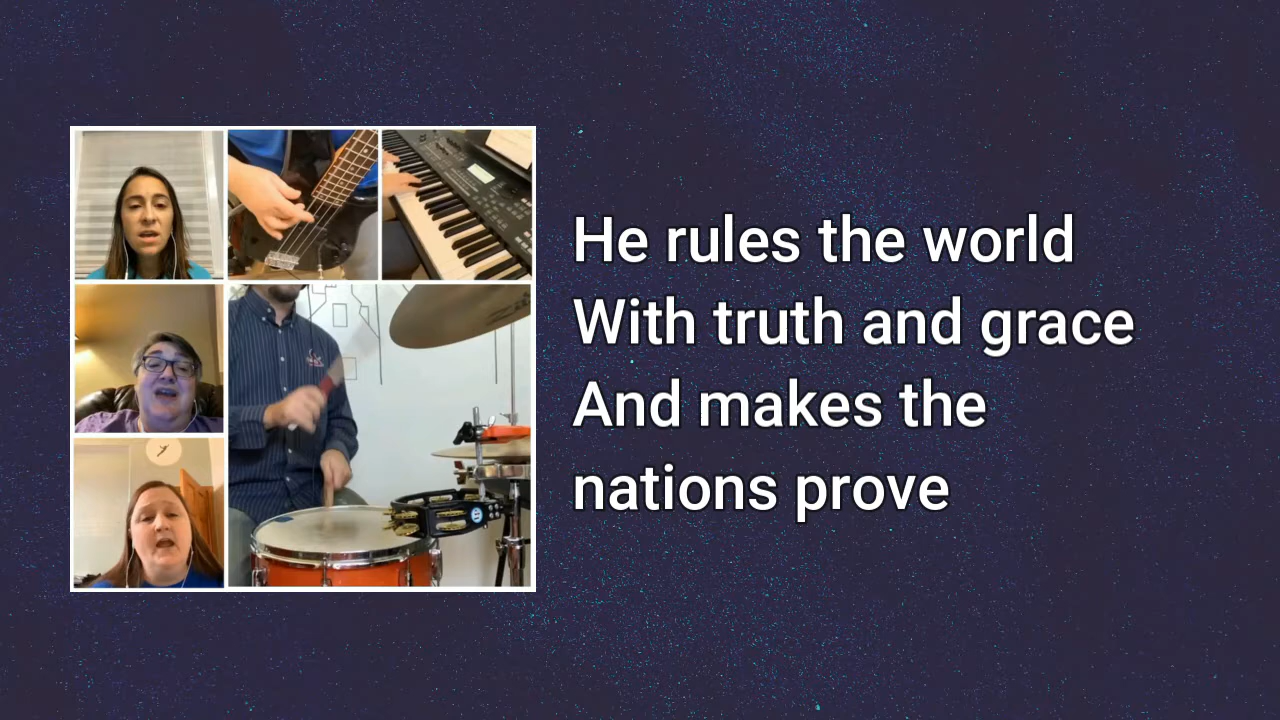 He rules the world
With truth and grace
And makes the
nations prove